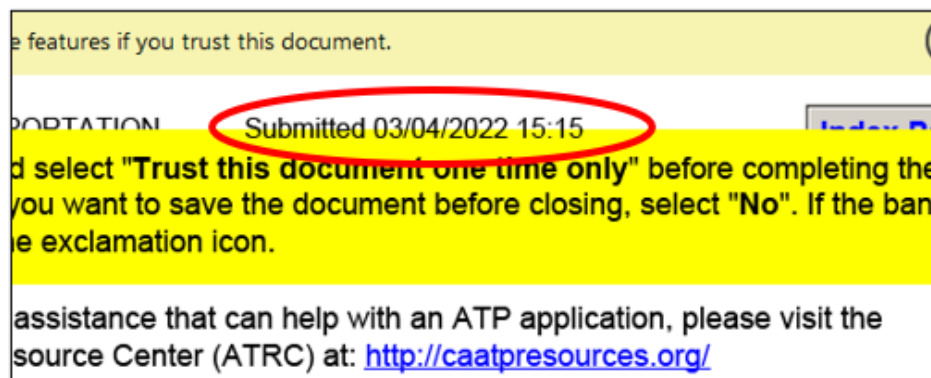 e features if you trust this document.
PORTATION Submitted 03/04/2022 15:15 Index
d select "Trust this document one time only" before completing the
you want to save the document before closing, select "No". If the ban
e exclamation icon.
assistance that can help with an ATP application, please visit the
source Center (ATRC) at: http://caatpresources.org/